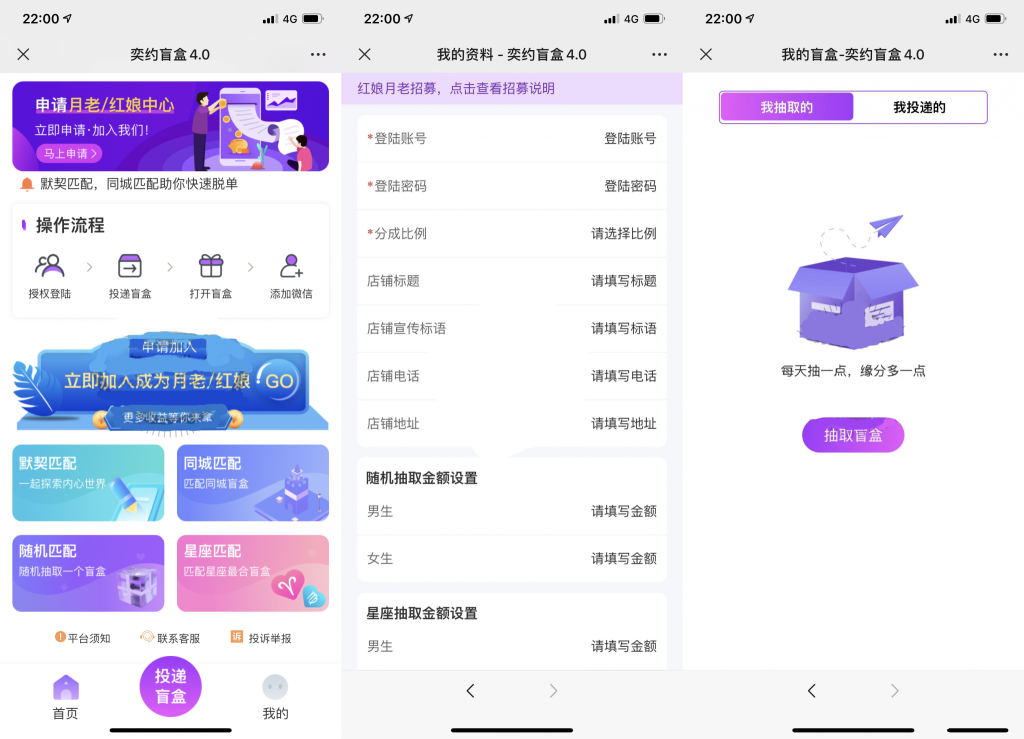 22:00
4G
奕约盲盒4.0
申请月老/红娘中心
立即申请·加入我们!
马上申请
默契匹配，同城匹配助你快速脱单
操作流程
授权登陆
投递盲盒
打开盲盒
添加微信
申请加入
立即加入成为月老/红娘
GO
更多收益等你来拿
默契匹配
一起探索内心世界
同城匹配
匹配同城盲盒
随机匹配
随机抽取一个盲盒
星座匹配
匹配星座最合盲盒
平台须知
联系客服
诉
投诉举报
首页
投递
盲盒
我的
22:00
4G
我的资料 - 奕约盲盒4.0
红娘月老招募，点击查看招募说明
*登陆账号 登陆账号
*登陆密码 登陆密码
*分成比例 请选择比例
店铺标题 请填写标题
店铺宣传标语 请填写标语
店铺电话 请填写电话
店铺地址 请填写地址
随机抽取金额设置
男生 请填写金额
女生 请填写金额
星座抽取金额设置
男生 请填写金额
22:00
4G
我的盲盒-奕约盲盒4.0
我抽取的
我投递的
每天抽一点，缘分多一点
抽取盲盒